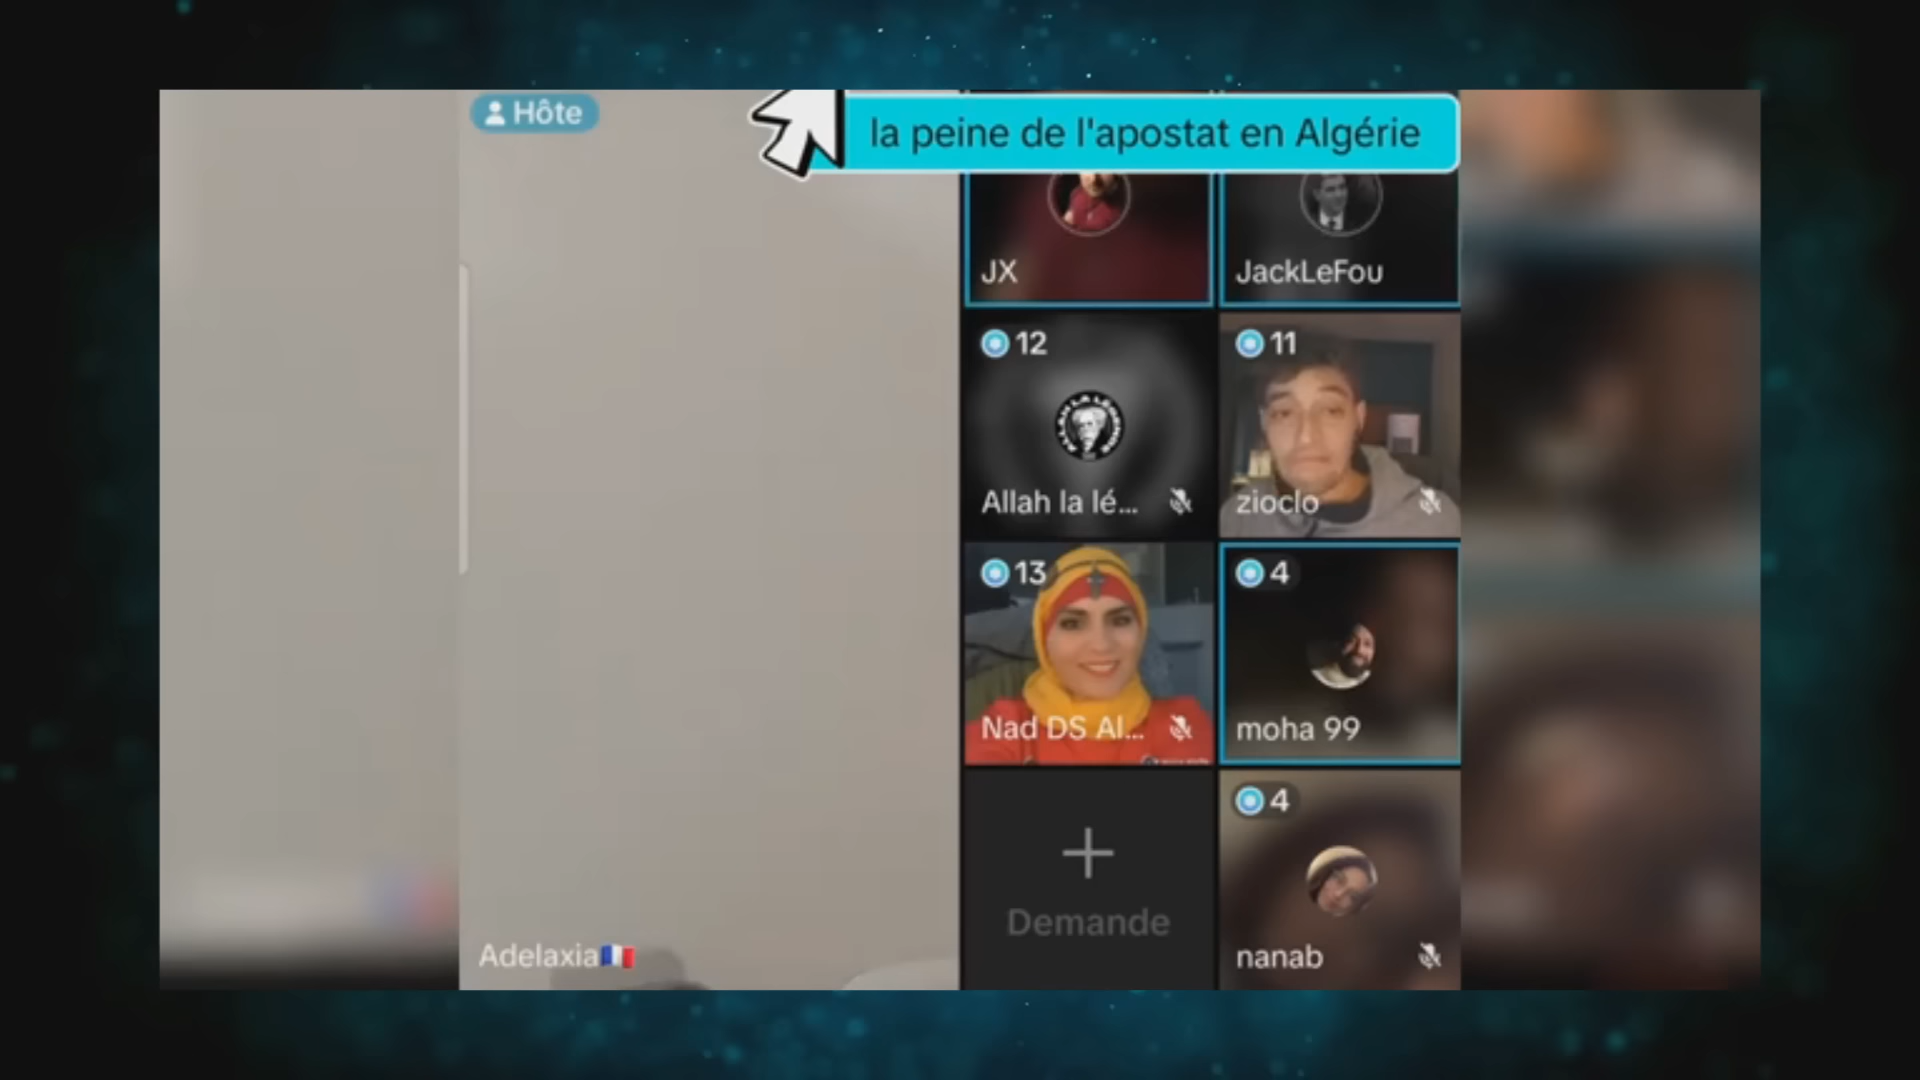 Hôte
la peine de l'apostat en Algérie
JX
JackLeFou
12
11
Allah la lé...
zioclo
13
4
Nad DS Al...
moha 99
4
Demande
Adelaxia🇫🇷
nanab